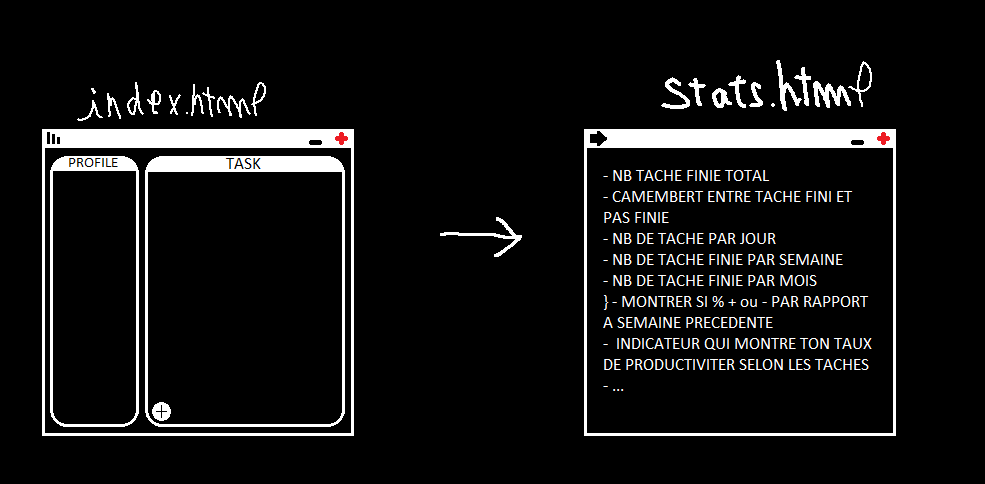 index.html
stats.html
PROFILE
TASK
- NB TACHE FINIE TOTAL
- CAMEMBERT ENTRE TACHE FINI ET
PAS FINIE
- NB DE TACHE PAR JOUR
- NB DE TACHE FINIE PAR SEMAINE
- NB DE TACHE FINIE PAR MOIS
} - MONTRER SI % + ou - PAR RAPPORT
A SEMAINE PRECEDENTE
- INDICATEUR QUI MONTRE TON TAUX
DE PRODUCTIVITER SELON LES TACHES
- ...